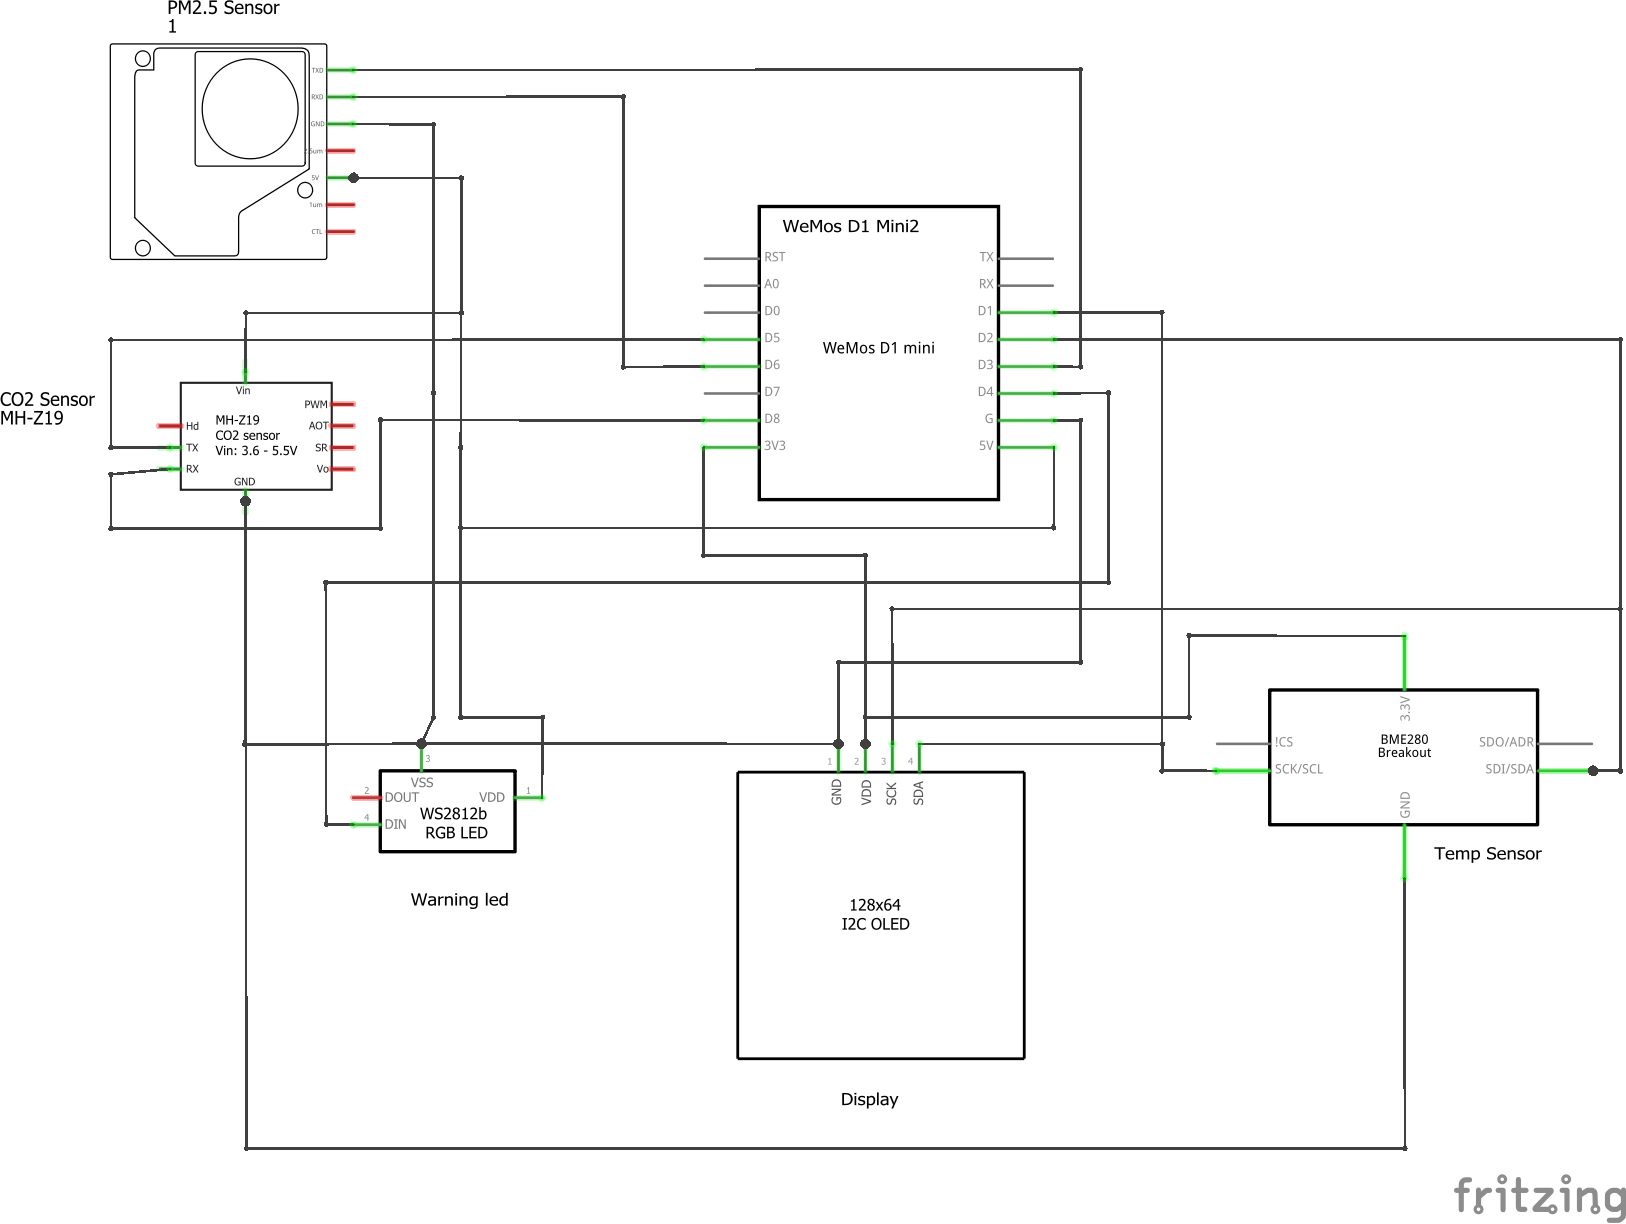 PM2.5 Sensor
1
TXD
RXD
GND
5V
1um
CTL
WeMos D1 Mini2
RST
A0
D0
D5
D6
D7
D8
3V3
WeMos D1 mini
TX
RX
D1
D2
D3
D4
G
5V
CO2 Sensor
MH-Z19
Vin
Hd
TX
RX
MH-Z19
CO2 sensor
Vin: 3.6 - 5.5V
PWM
AOT
SR
Vo
GND
3
VSS
2
DOUT
4
DIN
VDD
1
WS2812b
RGB LED
Warning led
1
2
3
4
GND
VDD
SCK
SDA
128x64
I2C OLED
Display
3.3V
!CS
SCK/SCL
BME280
Breakout
SDO/ADR
SDI/SDA
GND
Temp Sensor
fritzing